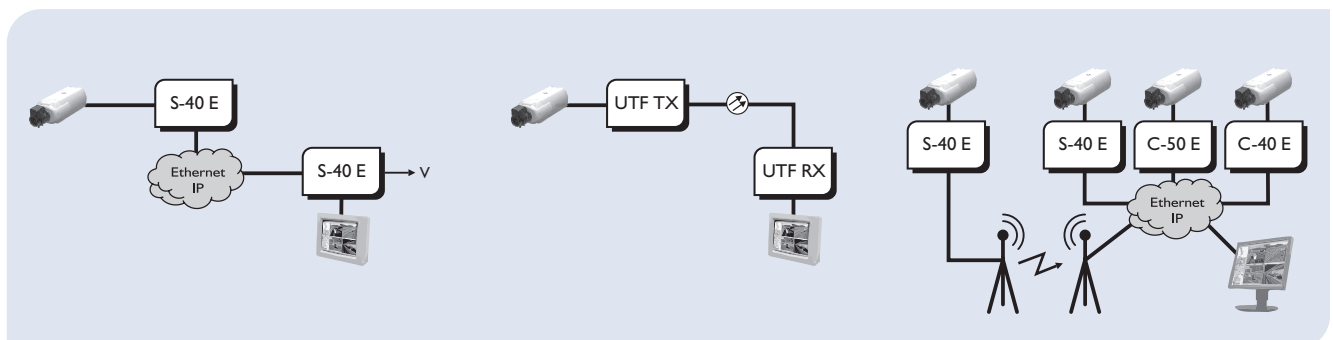 S-40 E
Ethernet
IP
S-40 E
V
UTF TX
UTF RX
S-40 E
S-40 E
C-50 E
C-40 E
Ethernet
IP